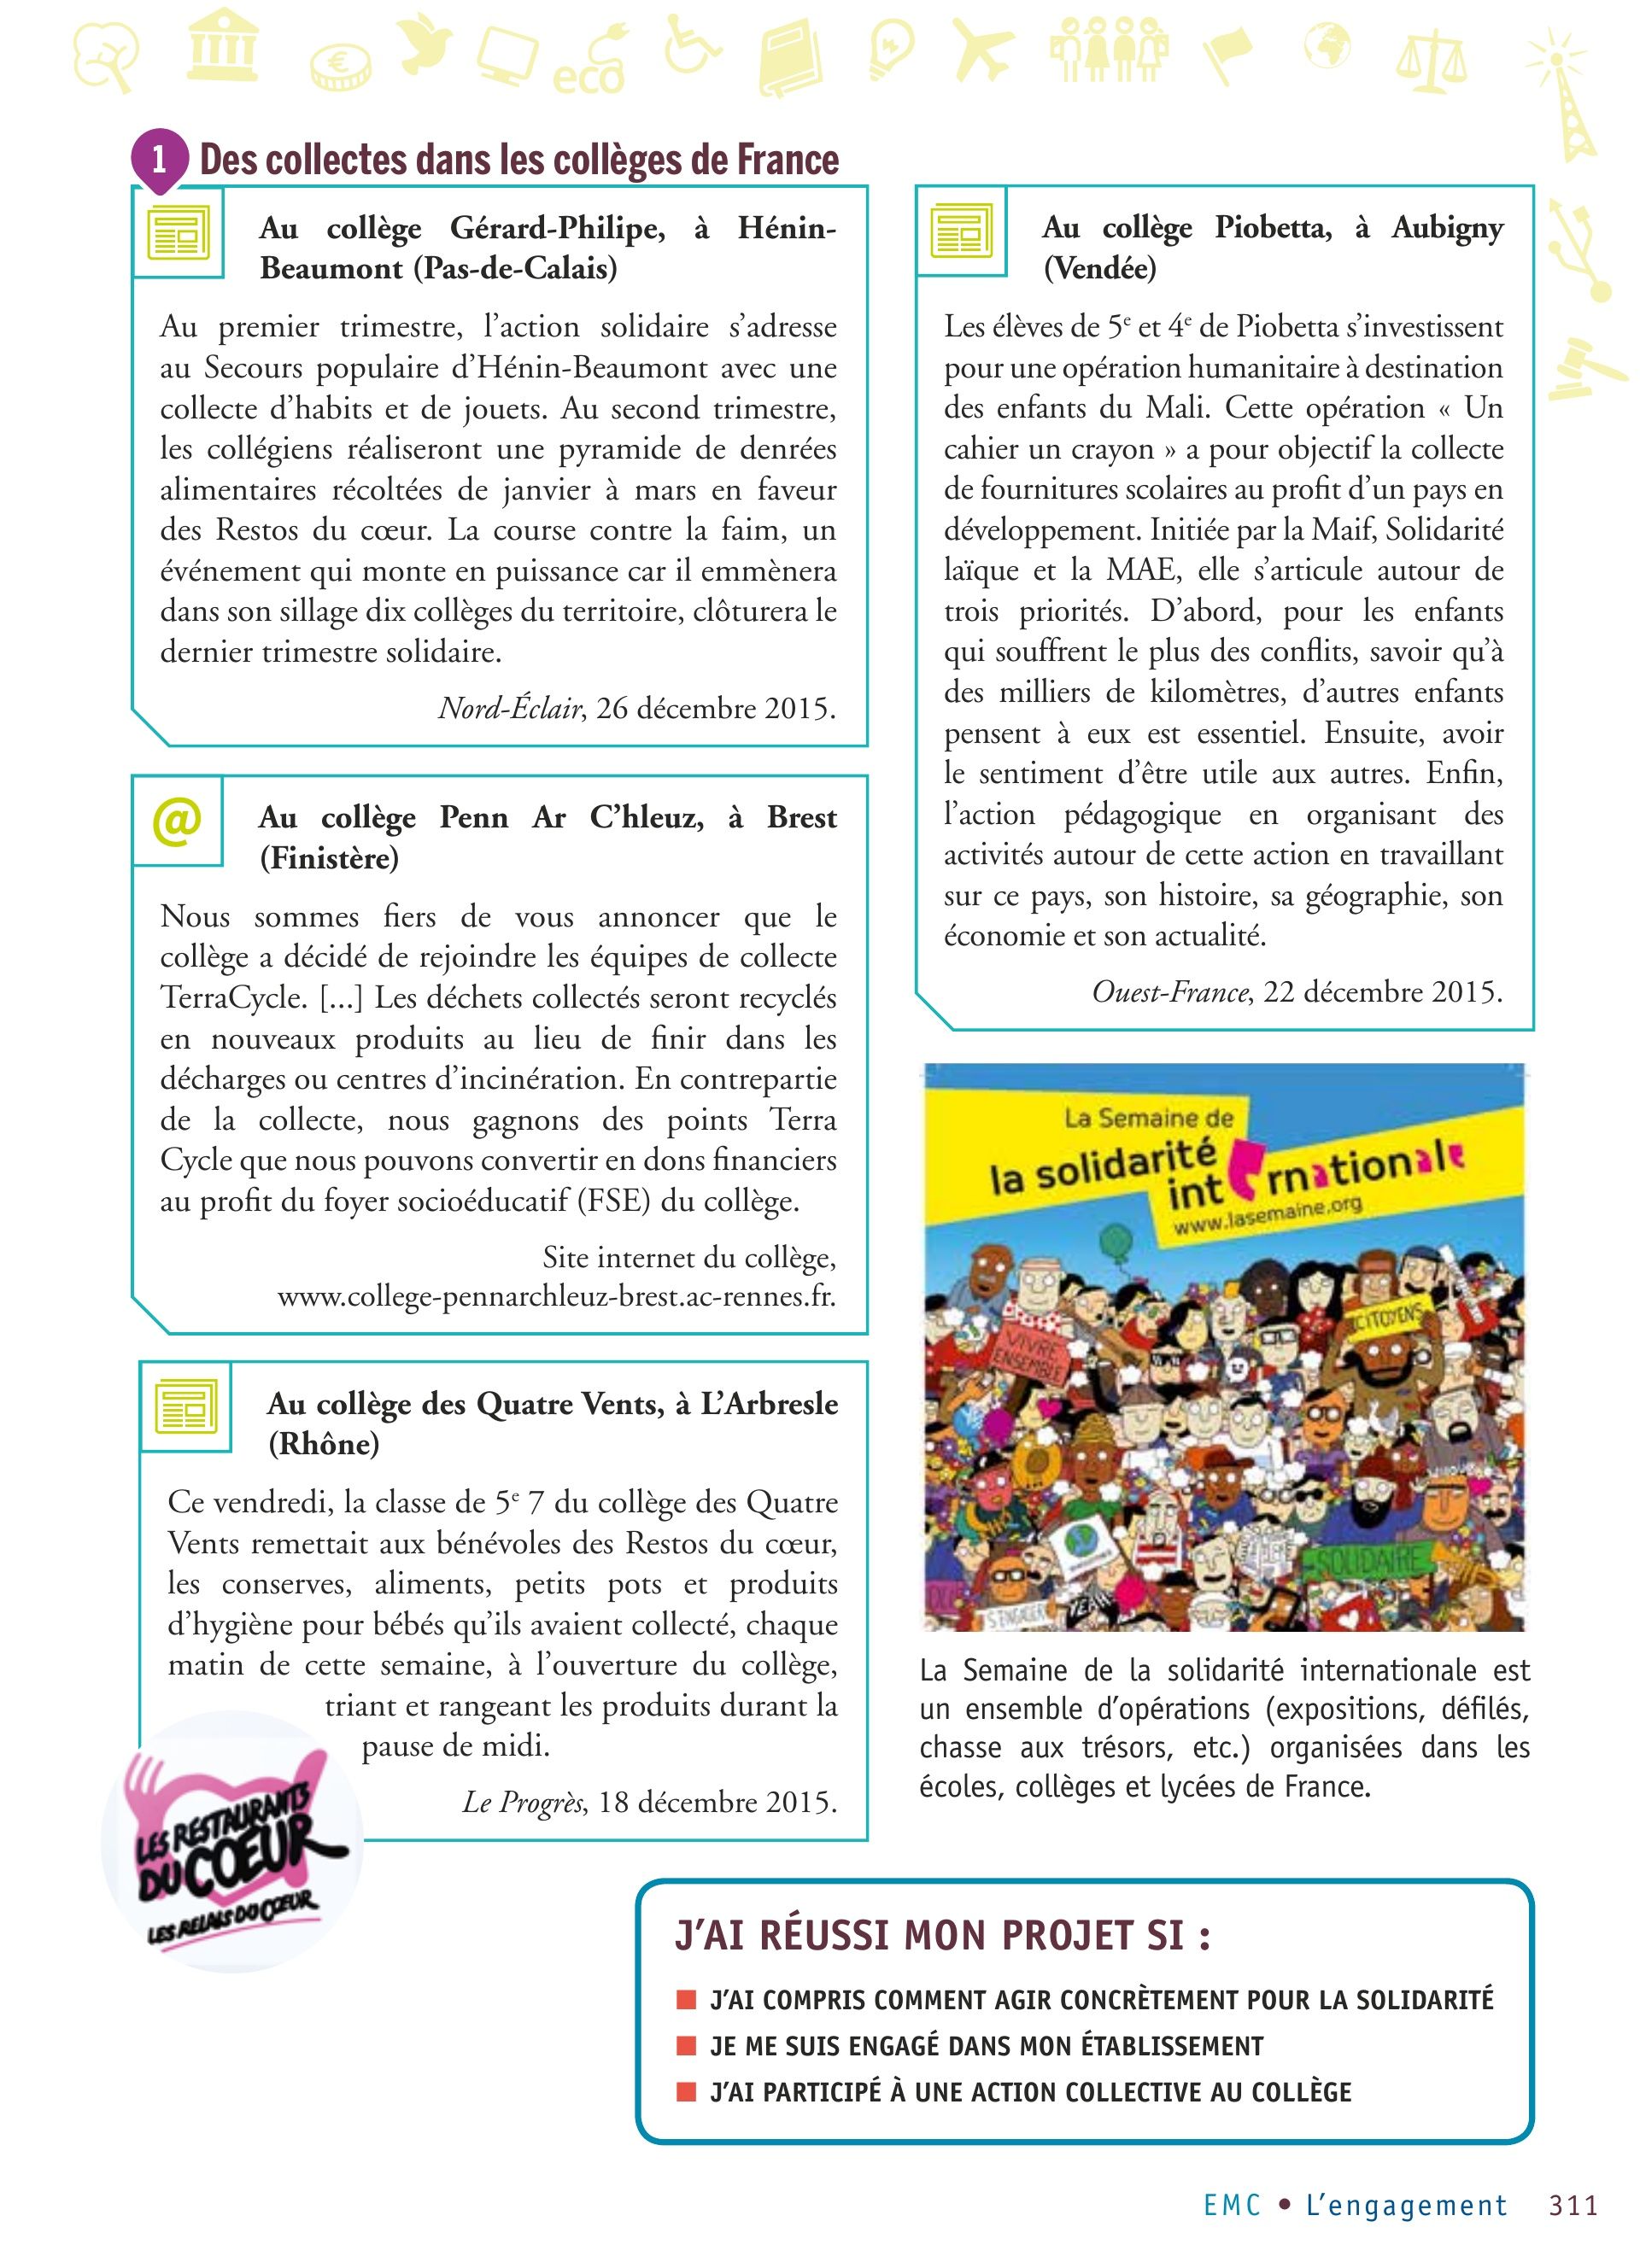 eco
1 Des collectes dans les collèges de France
Au collège Gérard-Philipe, à Hénin-
Beaumont (Pas-de-Calais)
Au premier trimestre, l'action solidaire s'adresse
au Secours populaire d'Hénin-Beaumont avec une
collecte d'habits et de jouets. Au second trimestre,
les collégiens réaliseront une pyramide de denrées
alimentaires récoltées de janvier à mars en faveur
des Restos du cœur. La course contre la faim, un
événement qui monte en puissance car il emmènera
dans son sillage dix collèges du territoire, clôturera le
dernier trimestre solidaire.
Nord-Éclair, 26 décembre 2015.
@
Au collège Penn Ar C'hleuz, à Brest
(Finistère)
Nous sommes fiers de vous annoncer que le
collège a décidé de rejoindre les équipes de collecte
TerraCycle. [...] Les déchets collectés seront recyclés
en nouveaux produits au lieu de finir dans les
décharges ou centres d'incinération. En contrepartie
de la collecte, nous gagnons des points Terra
Cycle que nous pouvons convertir en dons financiers
au profit du foyer socioéducatif (FSE) du collège.
Site internet du collège,
www.college-pennarchleuz-brest.ac-rennes.fr.
Au collège des Quatre Vents, à L'Arbresle
(Rhône)
Ce vendredi, la classe de 5e 7 du collège des Quatre
Vents remettait aux bénévoles des Restos du cœur,
les conserves, aliments, petits pots et produits
d'hygiène pour bébés qu'ils avaient collecté, chaque
matin de cette semaine, à l'ouverture du collège,
triant et rangeant les produits durant la
pause de midi.
Le Progrès, 18 décembre 2015.
LES RESTAURANTS
DU CŒUR
LES RELAIS DU CŒUR
Au collège Piobetta, à Aubigny
(Vendée)
Les élèves de 5e et 4e de Piobetta s'investissent
pour une opération humanitaire à destination
des enfants du Mali. Cette opération « Un
cahier un crayon » a pour objectif la collecte
de fournitures scolaires au profit d'un pays en
développement. Initiée par la Maif, Solidarité
laïque et la MAE, elle s'articule autour de
trois priorités. D'abord, pour les enfants
qui souffrent le plus des conflits, savoir qu'à
des milliers de kilomètres, d'autres enfants
pensent à eux est essentiel. Ensuite, avoir
le sentiment d'être utile aux autres. Enfin,
l'action pédagogique en organisant des
activités autour de cette action en travaillant
sur ce pays, son histoire, sa géographie, son
économie et son actualité.
Ouest-France, 22 décembre 2015.
La Semaine de
la solidarité
internationale
www.lasemaine.org
CITOYENS
VIVRE
ENSEMBLE
SOLIDAIRE
S'ENGAGER
La Semaine de la solidarité internationale est
un ensemble d'opérations (expositions, défilés,
chasse aux trésors, etc.) organisées dans les
écoles, collèges et lycées de France.
J'AI RÉUSSI MON PROJET SI :
■ J'AI COMPRIS COMMENT AGIR CONCRÈTEMENT POUR LA SOLIDARITÉ
■ JE ME SUIS ENGAGÉ DANS MON ÉTABLISSEMENT
■ J'AI PARTICIPÉ À UNE ACTION COLLECTIVE AU COLLÈGE
EMC • L'engagement 311